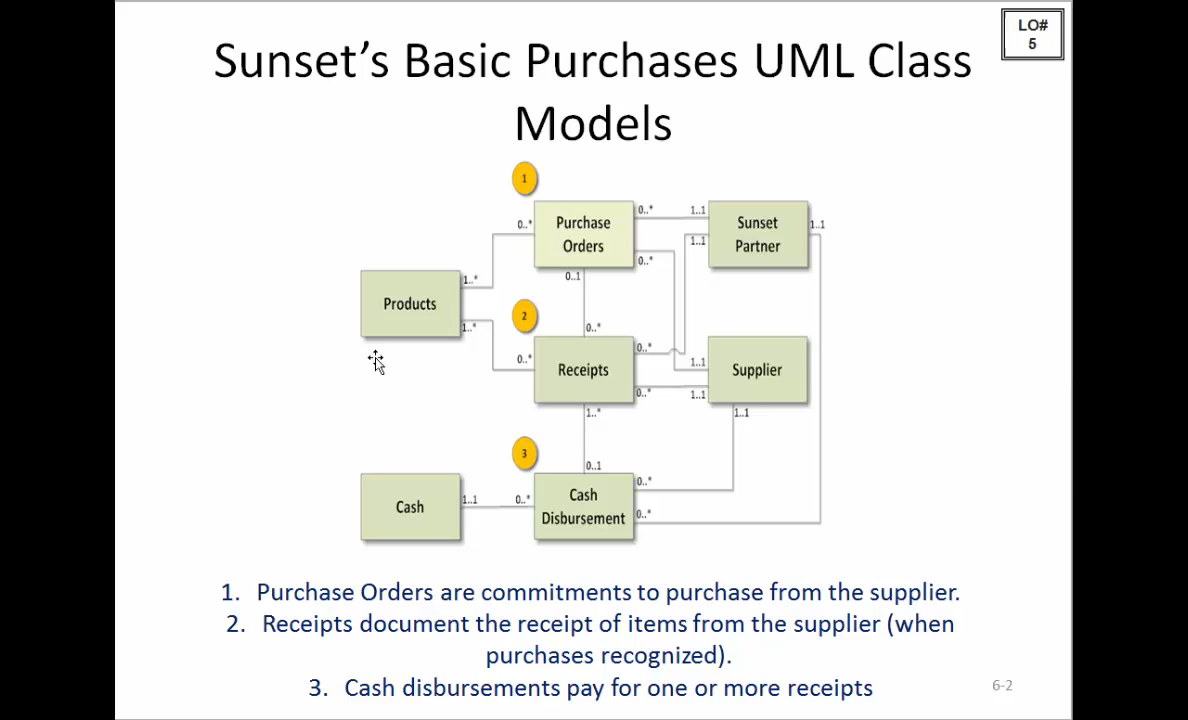 LO#
5
Sunset's Basic Purchases UML Class
Models
1
0..*
Purchase
Orders
0..*
1..1
Sunset
Partner
1..1
1..1
0..*
0..1
1..*
Products
1..*
2
0..*
0..*
Receipts
0..*
0..*
1..1
1..1
Supplier
1..*
1..1
3
0..1
Cash
1..1
0..*
Cash
Disbursement
0..*
0..*
1. Purchase Orders are commitments to purchase from the supplier.
2. Receipts document the receipt of items from the supplier (when
purchases recognized).
3. Cash disbursements pay for one or more receipts
6-2